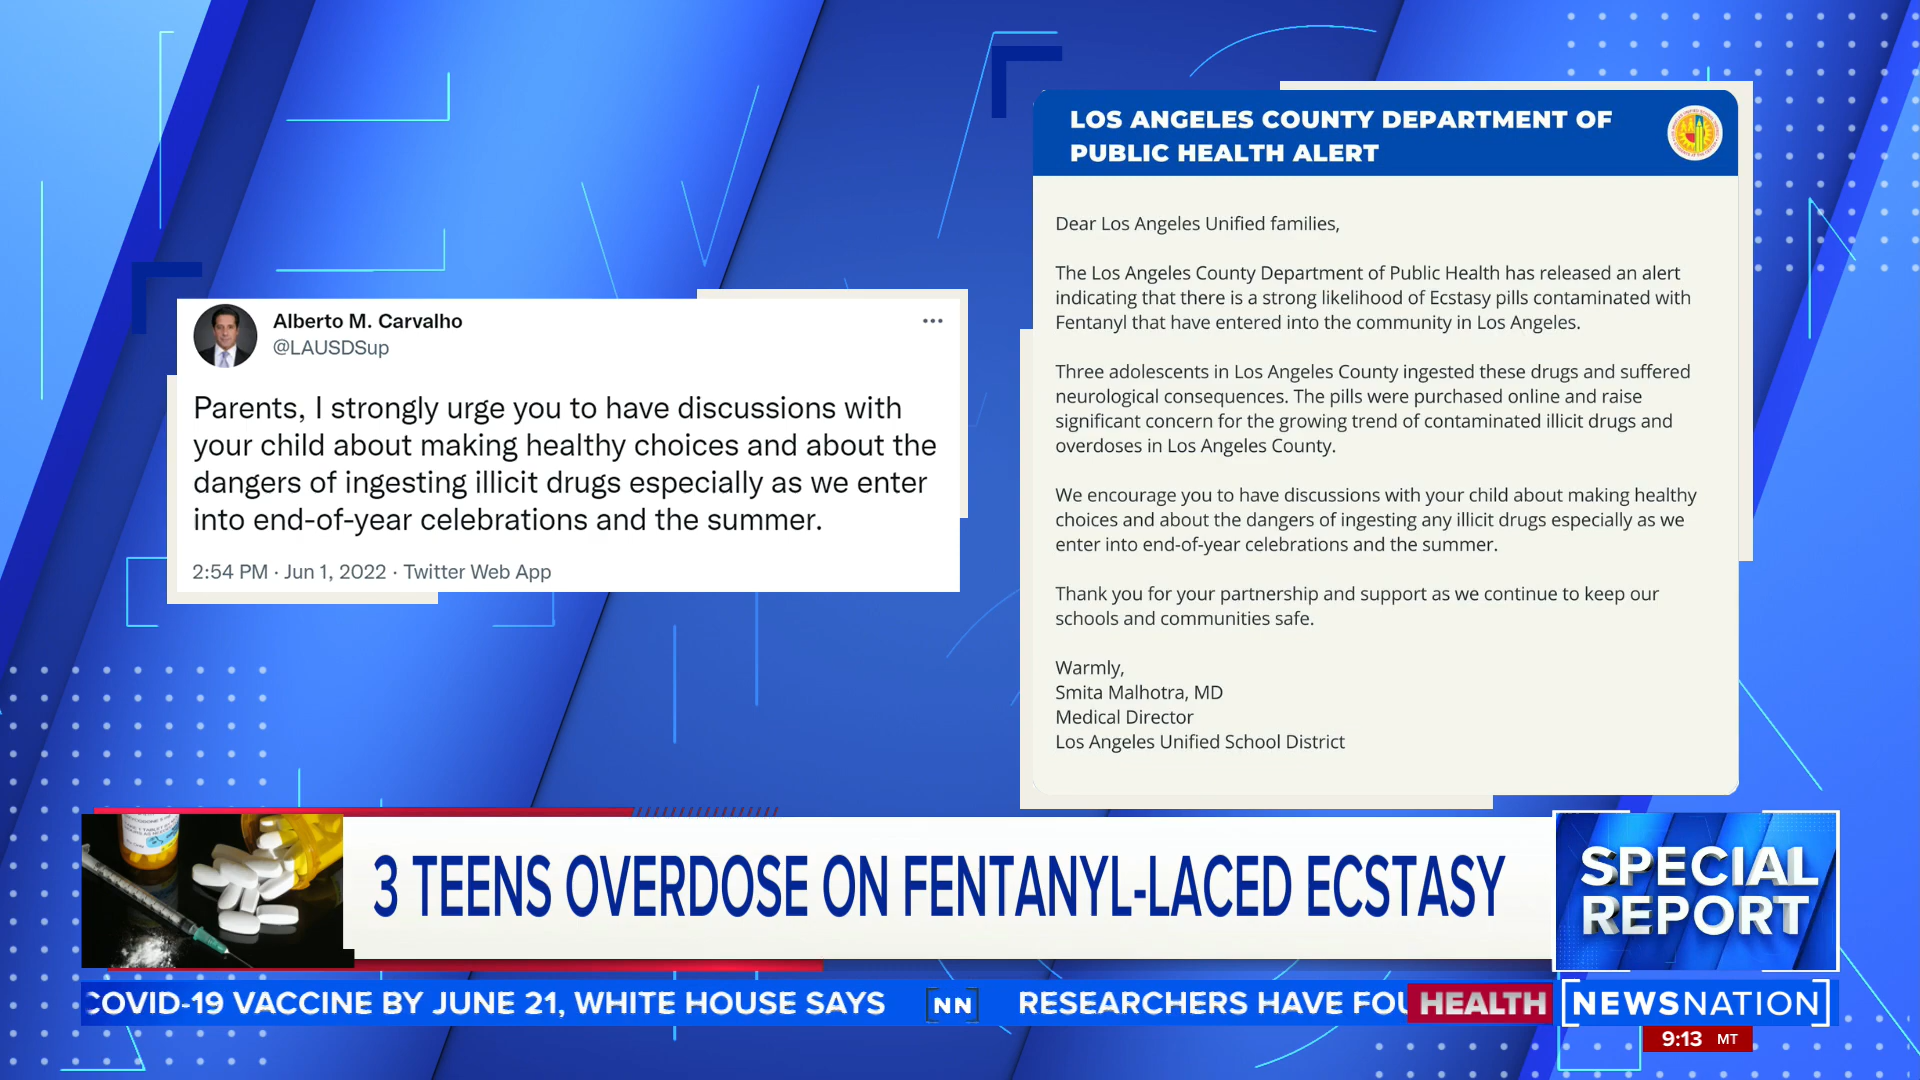 Alberto M. Carvalho
@LAUSDSup
Parents, I strongly urge you to have discussions with
your child about making healthy choices and about the
dangers of ingesting illicit drugs especially as we enter
into end-of-year celebrations and the summer.
2:54 PM · Jun 1, 2022 · Twitter Web App
LOS ANGELES COUNTY DEPARTMENT OF
PUBLIC HEALTH ALERT
Dear Los Angeles Unified families,
The Los Angeles County Department of Public Health has released an alert
indicating that there is a strong likelihood of Ecstasy pills contaminated with
Fentanyl that have entered into the community in Los Angeles.
Three adolescents in Los Angeles County ingested these drugs and suffered
neurological consequences. The pills were purchased online and raise
significant concern for the growing trend of contaminated illicit drugs and
overdoses in Los Angeles County.
We encourage you to have discussions with your child about making healthy
choices and about the dangers of ingesting any illicit drugs especially as we
enter into end-of-year celebrations and the summer.
Thank you for your partnership and support as we continue to keep our
schools and communities safe.
Warmly,
Smita Malhotra, MD
Medical Director
Los Angeles Unified School District
3 TEENS OVERDOSE ON FENTANYL-LACED ECSTASY
SPECIAL
REPORT
COVID-19 VACCINE BY JUNE 21, WHITE HOUSE SAYS [NN] RESEARCHERS HAVE FOU
HEALTH
[NEWSNATION]
9:13 MT